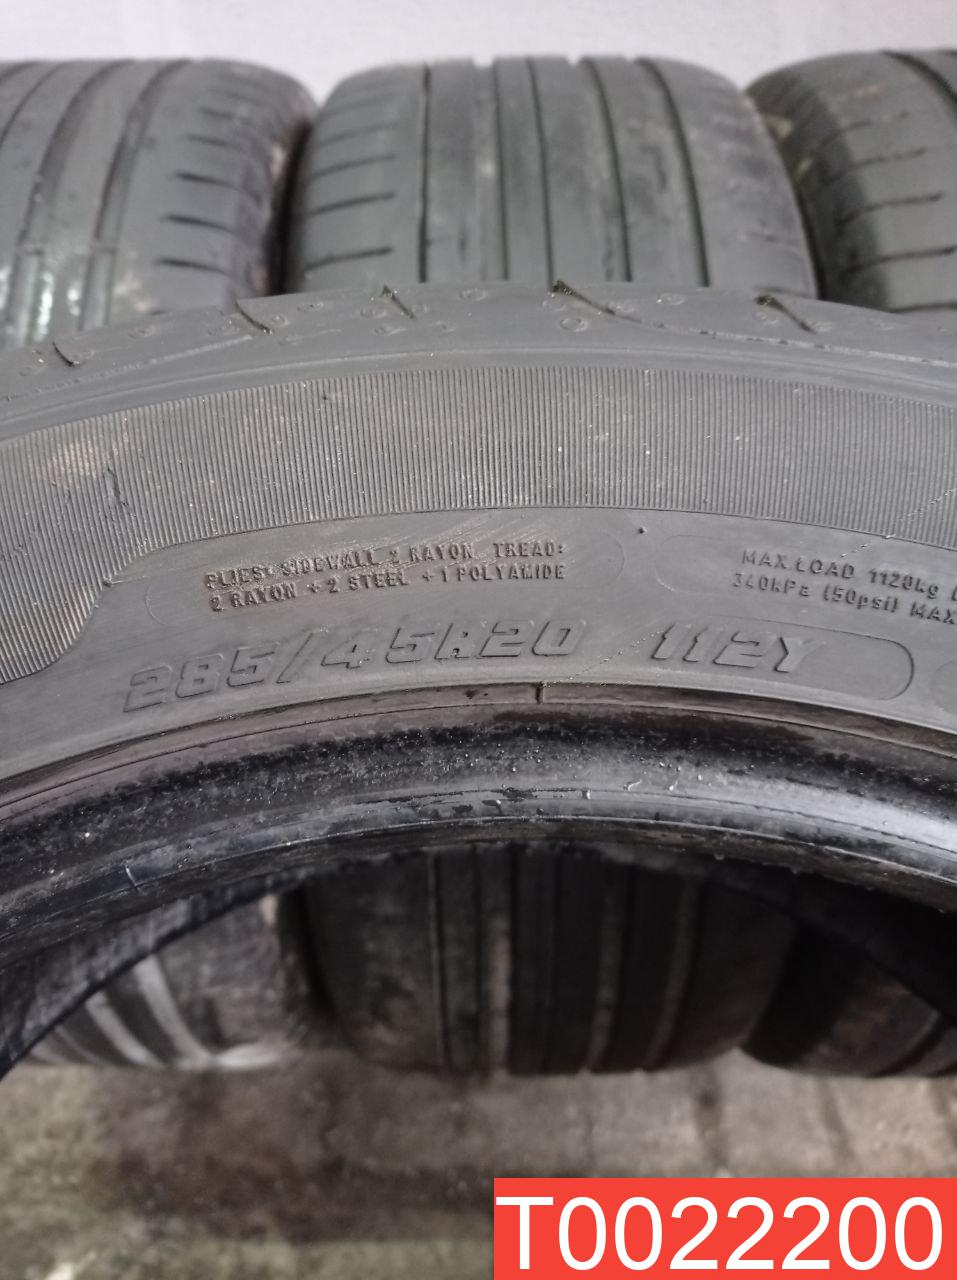 PLIES: SIDEWALL 2 RAYON TREAD:
2 RAYON + 2 STEEL + 1 POLYAMIDE
MAX LOAD 1120kg
340kPa (50psi) MAX
285/45R20 112Y
T0022200